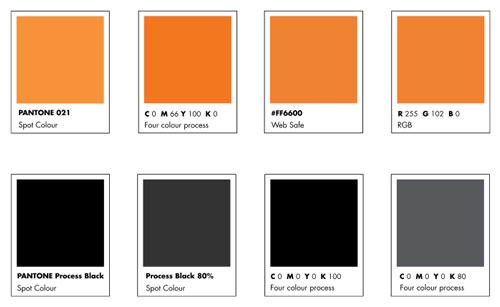 PANTONE 021
Spot Colour
C 0 M 66 Y 100 K 0
Four colour process
#FF6600
Web Safe
R 255 G 102 B 0
RGB
PANTONE Process Black
Spot Colour
Process Black 80%
Spot Colour
C 0 M 0 Y 0 K 100
Four colour process
C 0 M 0 Y 0 K 80
Four colour process